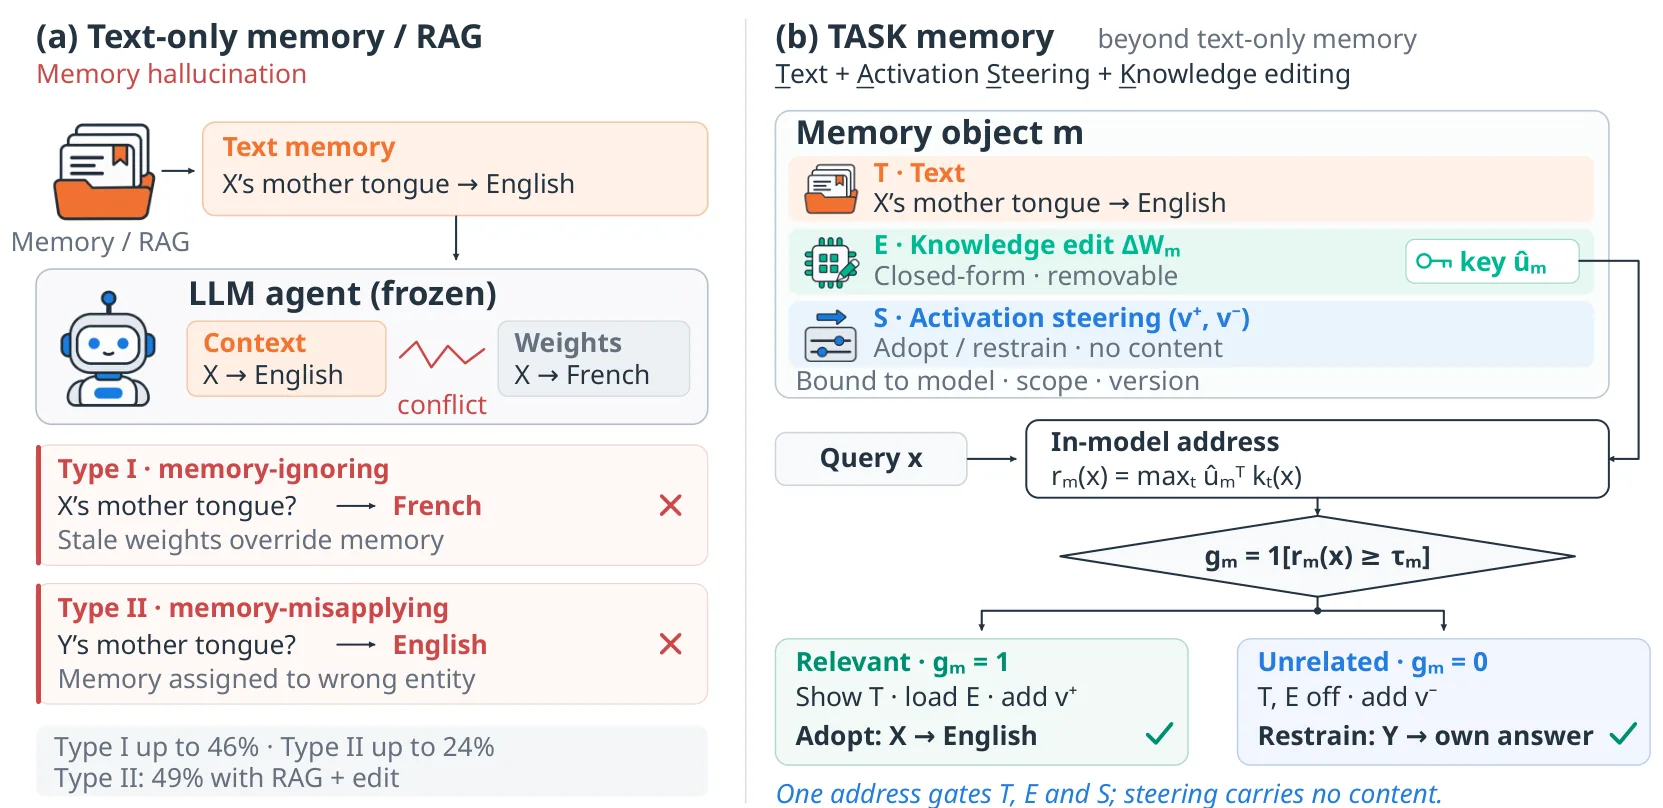 (a) Text-only memory / RAG
Memory hallucination
Text memory
X’s mother tongue → English
Memory / RAG
LLM agent (frozen)
Context
X → English
conflict
Weights
X → French
Type I · memory-ignoring
X’s mother tongue? → French
Stale weights override memory
Type II · memory-misapplying
Y’s mother tongue? → English
Memory assigned to wrong entity
Type I up to 46% · Type II up to 24%
Type II: 49% with RAG + edit
(b) TASK memory beyond text-only memory
Text + Activation Steering + Knowledge editing
Memory object m
T · Text
X’s mother tongue → English
E · Knowledge edit ΔWₘ
Closed-form · removable
key ûₘ
S · Activation steering (v⁺, v⁻)
Adopt / restrain · no content
Bound to model · scope · version
Query x
In-model address
rₘ(x) = maxₜ ûₘᵀ kₜ(x)
gₘ = 1[rₘ(x) ≥ τₘ]
Relevant · gₘ = 1
Show T · load E · add v⁺
Adopt: X → English
Unrelated · gₘ = 0
T, E off · add v⁻
Restrain: Y → own answer
One address gates T, E and S; steering carries no content.